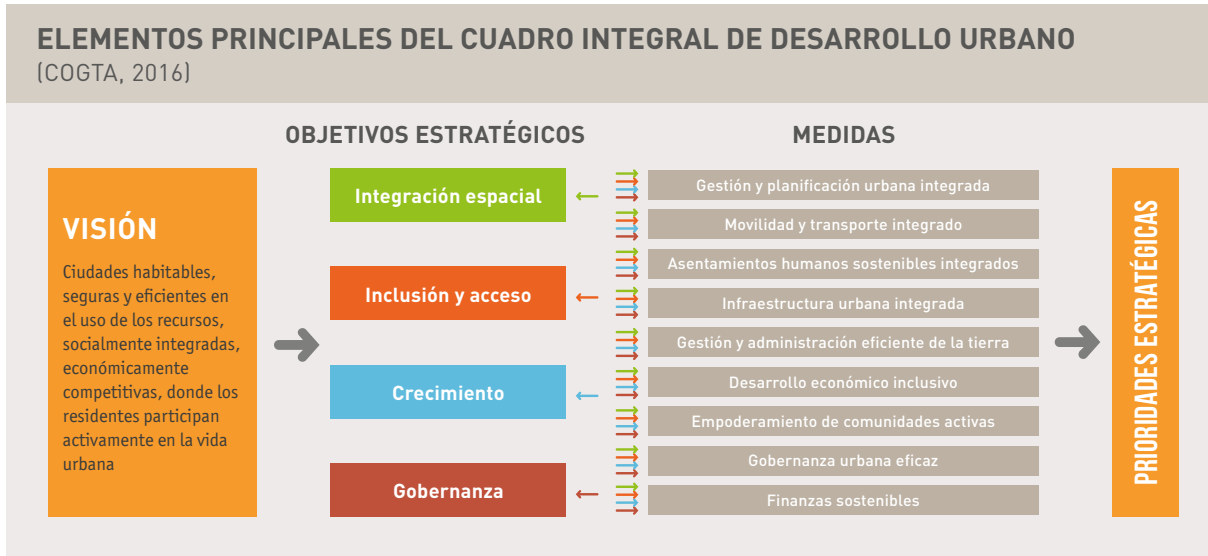 ELEMENTOS PRINCIPALES DEL CUADRO INTEGRAL DE DESARROLLO URBANO
(COGTA, 2016)
OBJETIVOS ESTRATÉGICOS
MEDIDAS
VISIÓN
Ciudades habitables,
seguras y eficientes en
el uso de los recursos,
socialmente integradas,
económicamente
competitivas, donde los
residentes participan
activamente en la vida
urbana
Integración espacial
Inclusión y acceso
Crecimiento
Gobernanza
Gestión y planificación urbana integrada
Movilidad y transporte integrado
Asentamientos humanos sostenibles integrados
Infraestructura urbana integrada
Gestión y administración eficiente de la tierra
Desarrollo económico inclusivo
Empoderamiento de comunidades activas
Gobernanza urbana eficaz
Finanzas sostenibles
PRIORIDADES ESTRATÉGICAS